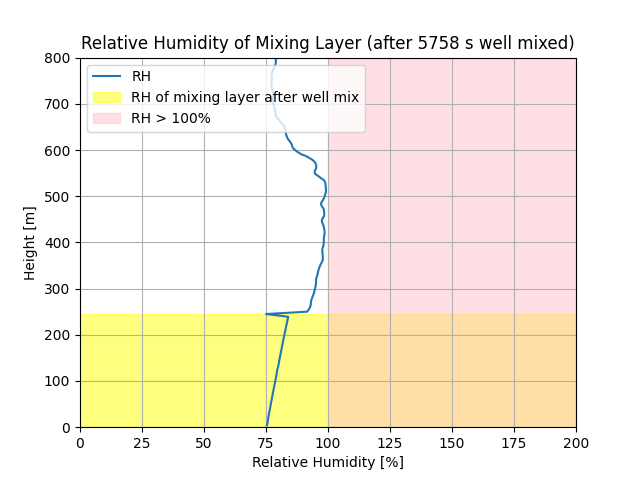 Relative Humidity of Mixing Layer (after 5758 s well mixed)
800
700
600
500
400
300
200
100
0
Height [m]
RH
RH of mixing layer after well mix
RH > 100%
0 25 50 75 100 125 150 175 200
Relative Humidity [%]